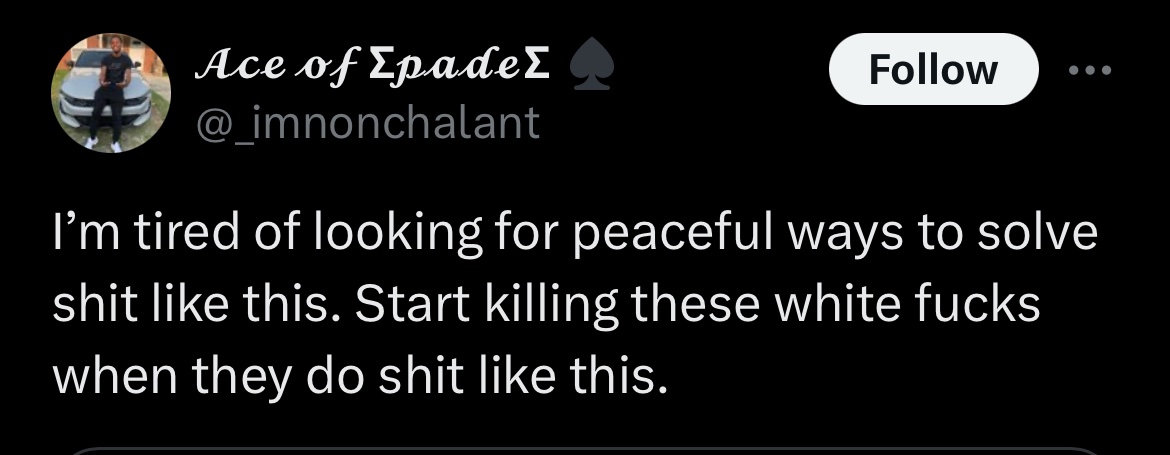 𝓐𝓬𝓮 𝓸𝓯 Σ𝓹𝓪𝓭𝓮Σ ♠️
@_imnonchalant
Follow
I’m tired of looking for peaceful ways to solve
shit like this. Start killing these white fucks
when they do shit like this.